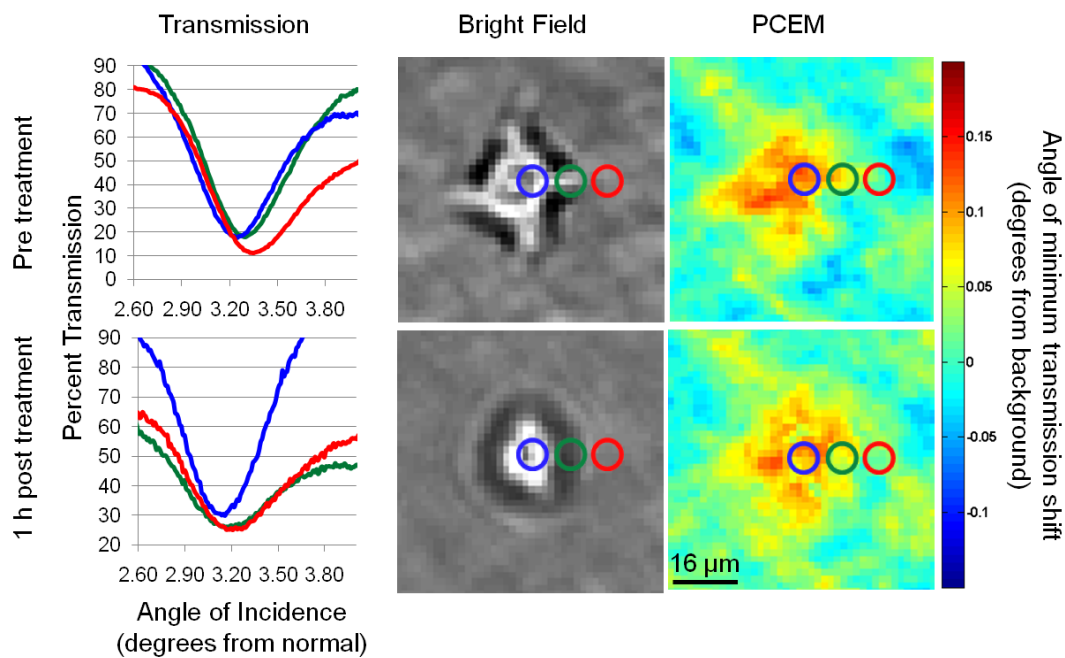 Transmission
Bright Field
PCEM
Pre treatment
1 h post treatment
Percent Transmission
90
80
70
60
50
40
30
20
10
0
2.60 2.90 3.20 3.50 3.80
90
80
70
60
50
40
30
20
2.60 2.90 3.20 3.50 3.80
Angle of Incidence
(degrees from normal)
16 µm
0.15
0.1
0.05
0
-0.05
-0.1
Angle of minimum transmission shift
(degrees from background)